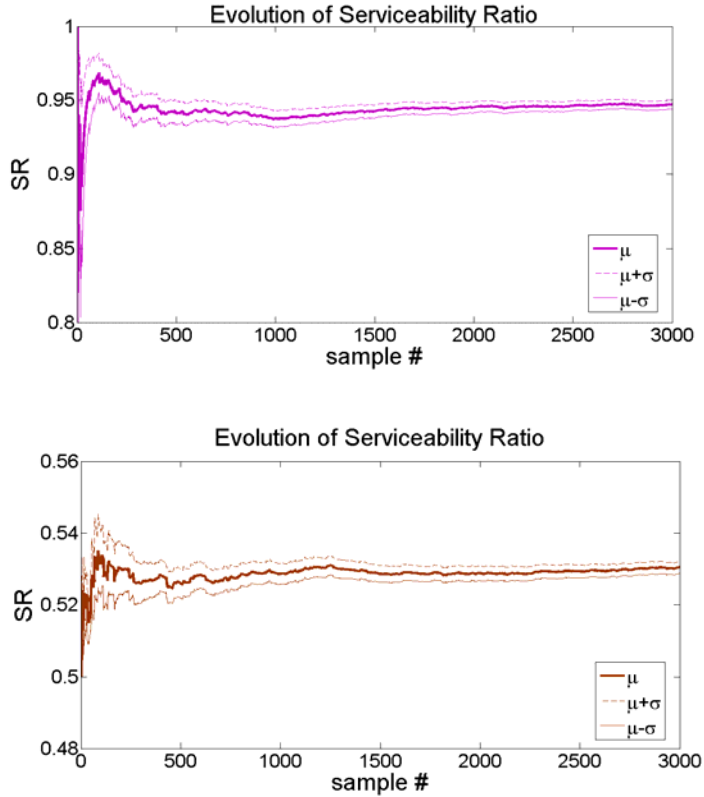 Evolution of Serviceability Ratio
1
0.95
0.9
0.85
0.8
SR
μ
μ+σ
μ-σ
0 500 1000 1500 2000 2500 3000
sample #
Evolution of Serviceability Ratio
0.56
0.54
0.52
0.5
0.48
SR
μ
μ+σ
μ-σ
0 500 1000 1500 2000 2500 3000
sample #